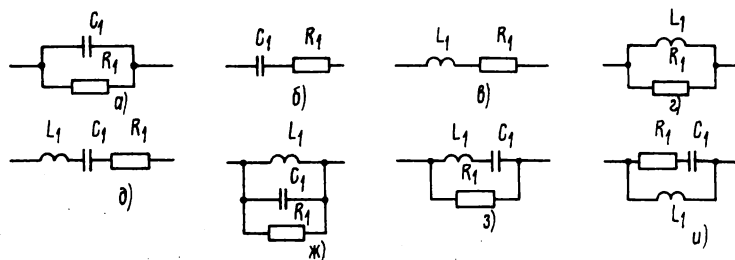 C₁
R₁
а)
C₁ R₁
б)
L₁ R₁
в)
L₁
R₁
г)
L₁ C₁ R₁
д)
L₁
C₁
R₁
ж)
L₁ C₁
R₁
з)
R₁ C₁
L₁
и)